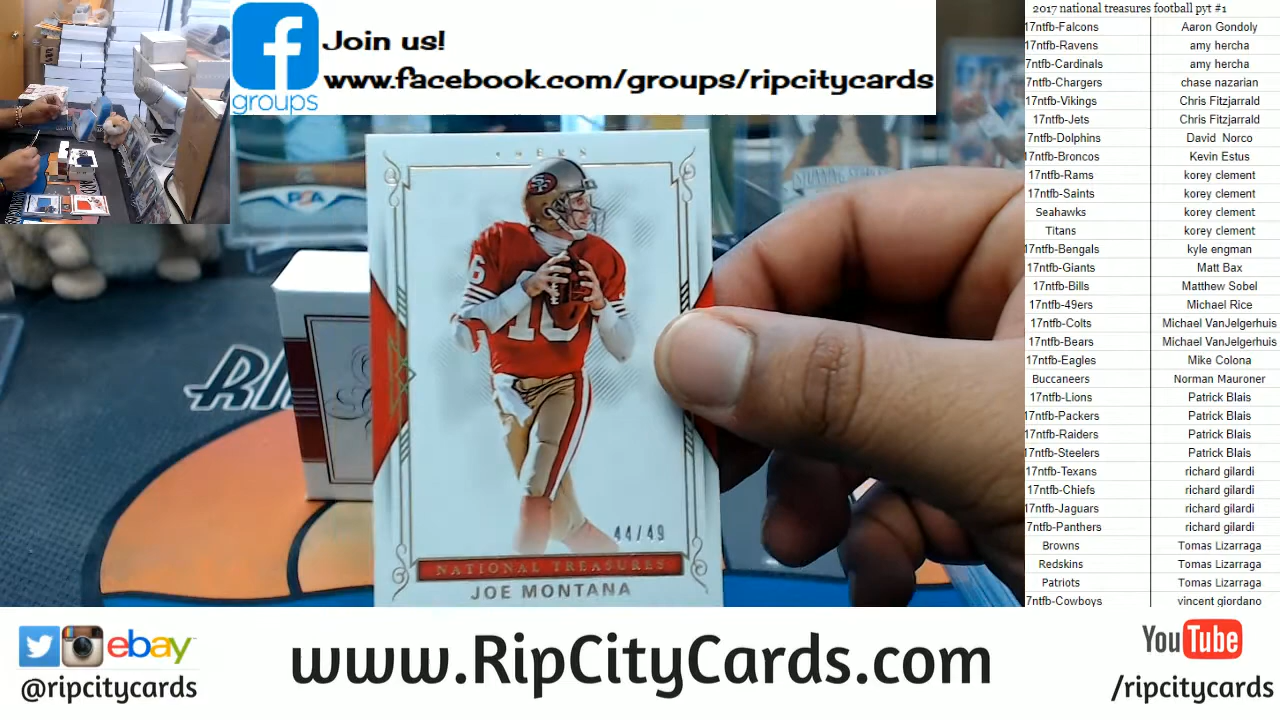 Join us!
www.facebook.com/groups/ripcitycards
groups
2017 national treasures football pyt #1
17ntfb-Falcons Aaron Gondoly
17ntfb-Ravens amy hercha
7ntfb-Cardinals amy hercha
7ntfb-Chargers chase nazarian
17ntfb-Vikings Chris Fitzjarrald
17ntfb-Jets Chris Fitzjarrald
7ntfb-Dolphins David Norco
17ntfb-Broncos Kevin Estus
17ntfb-Rams korey clement
17ntfb-Saints korey clement
Seahawks korey clement
Titans korey clement
17ntfb-Bengals kyle engman
17ntfb-Giants Matt Bax
17ntfb-Bills Matthew Sobel
17ntfb-49ers Michael Rice
17ntfb-Colts Michael VanJelgerhuis
17ntfb-Bears Michael VanJelgerhuis
17ntfb-Eagles Mike Colona
Buccaneers Norman Mauroner
17ntfb-Lions Patrick Blais
17ntfb-Packers Patrick Blais
17ntfb-Raiders Patrick Blais
17ntfb-Steelers Patrick Blais
17ntfb-Texans richard gilardi
17ntfb-Chiefs richard gilardi
17ntfb-Jaguars richard gilardi
7ntfb-Panthers richard gilardi
Browns Tomas Lizarraga
Redskins Tomas Lizarraga
Patriots Tomas Lizarraga
7ntfb-Cowboys vincent giordano
PSA
49ERS
16
44/49
NATIONAL TREASURES
JOE MONTANA
ebay
@ripcitycards
www.RipCityCards.com
YouTube
/ripcitycards